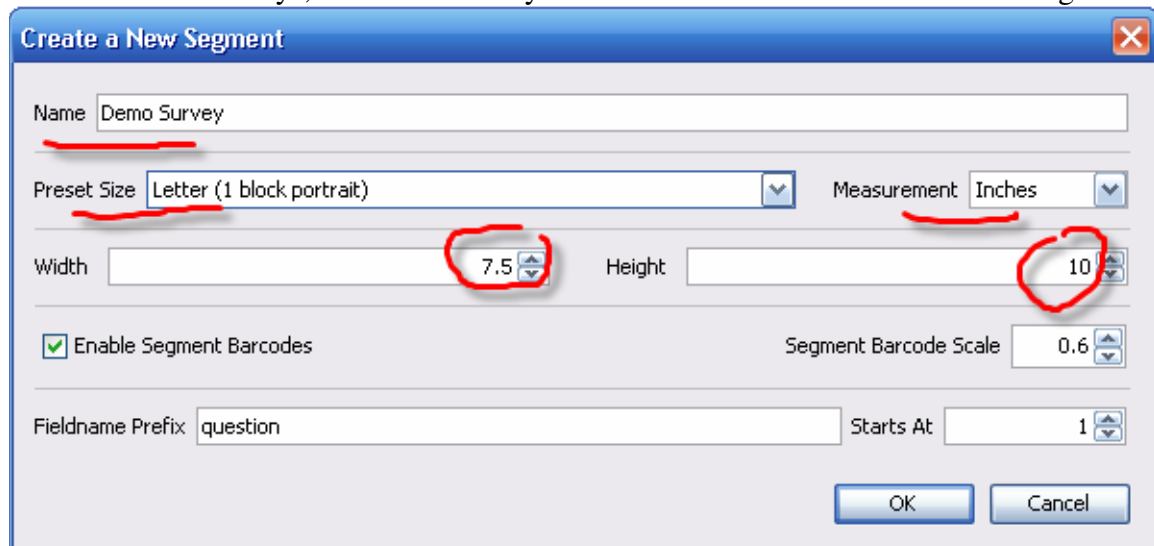 Create a New Segment
Name Demo Survey
Preset Size Letter (1 block portrait) Measurement Inches
Width 7.5 Height 10
Enable Segment Barcodes Segment Barcode Scale 0.6
Fieldname Prefix question Starts At 1
OK Cancel